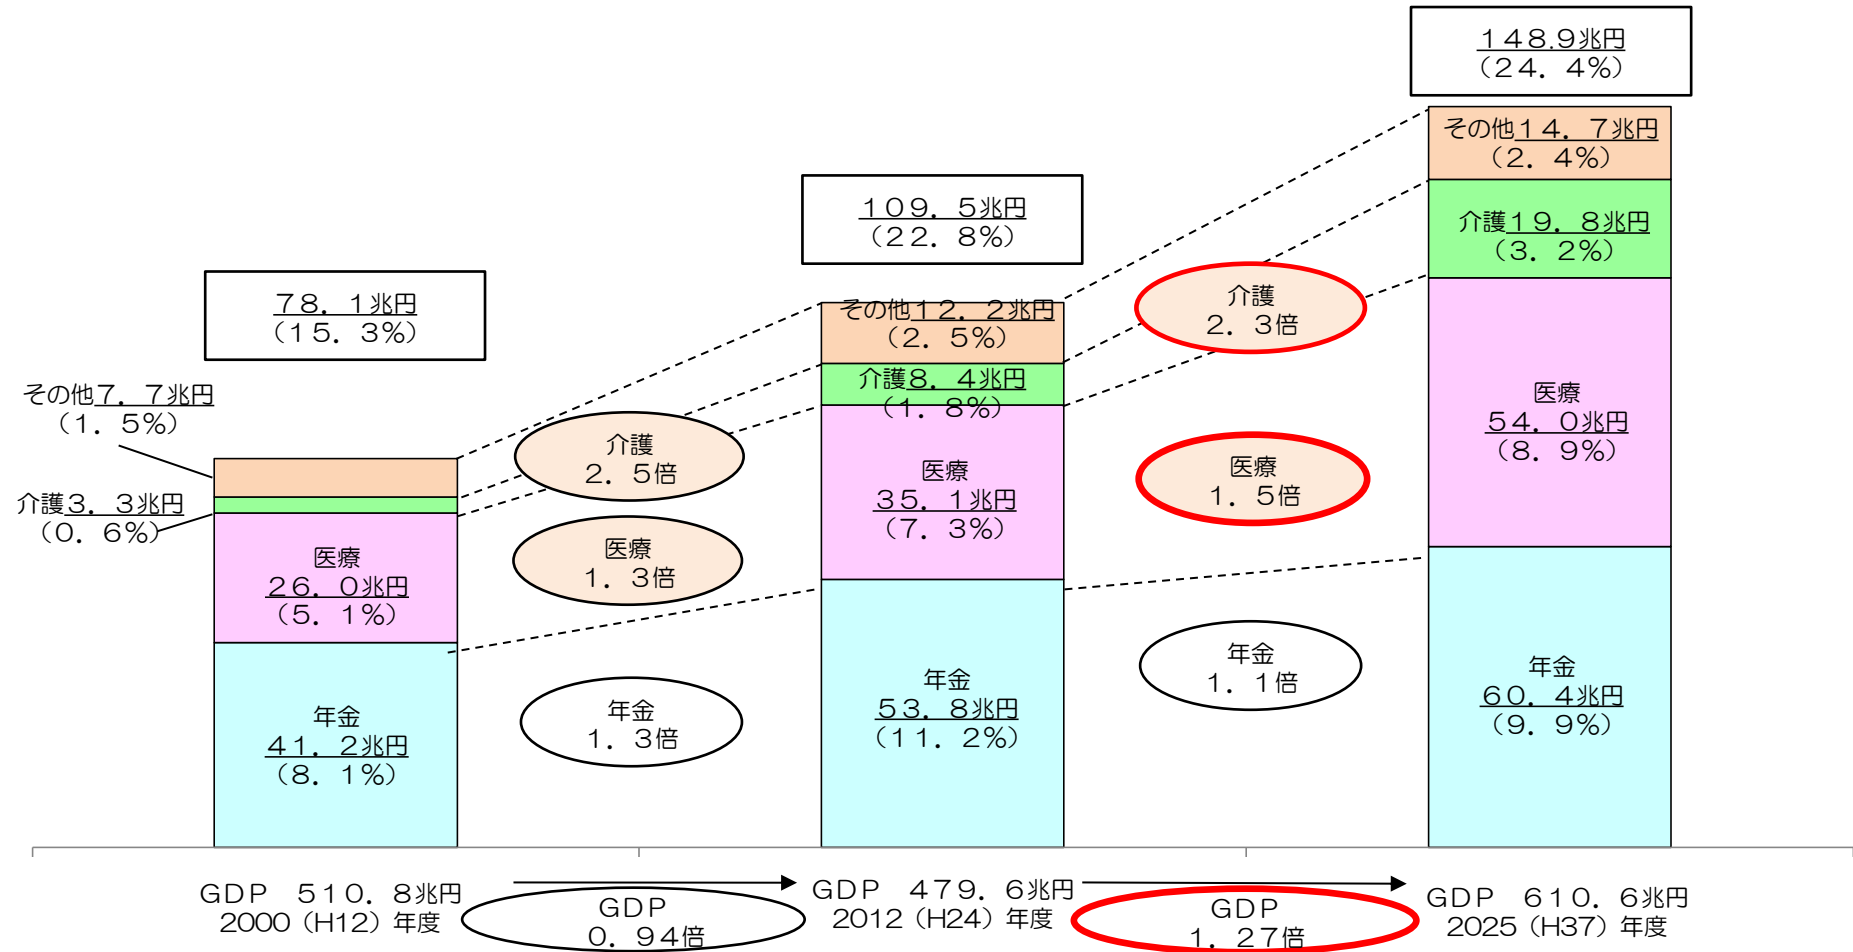 78．1兆円
（15．3%）
その他7．7兆円
（1．5%）
介護3．3兆円
（0．6%）
医療
26．0兆円
（5．1%）
年金
41．2兆円
（8．1%）
介護
2．5倍
医療
1．3倍
年金
1．3倍
109．5兆円
（22．8%）
その他12．2兆円
（2．5%）
介護8．4兆円
（1．8%）
医療
35．1兆円
（7．3%）
年金
53．8兆円
（11．2%）
介護
2．3倍
医療
1．5倍
年金
1．1倍
148.9兆円
（24．4%）
その他14．7兆円
（2．4%）
介護19．8兆円
（3．2%）
医療
54．0兆円
（8．9%）
年金
60．4兆円
（9．9%）
GDP　510．8兆円
2000（H12）年度
GDP
0．94倍
GDP　479．6兆円
2012（H24）年度
GDP
1．27倍
GDP　610．6兆円
2025（H37）年度